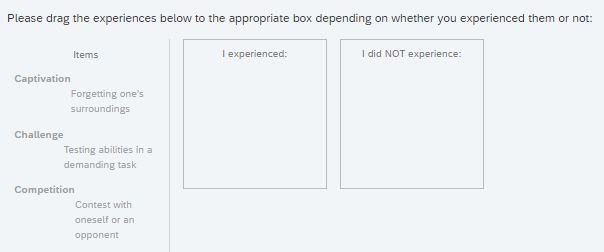 Please drag the experiences below to the appropriate box depending on whether you experienced them or not:
Items
I experienced:
I did NOT experience:
Captivation
Forgetting one's
surroundings
Challenge
Testing abilities in a
demanding task
Competition
Contest with
oneself or an
opponent